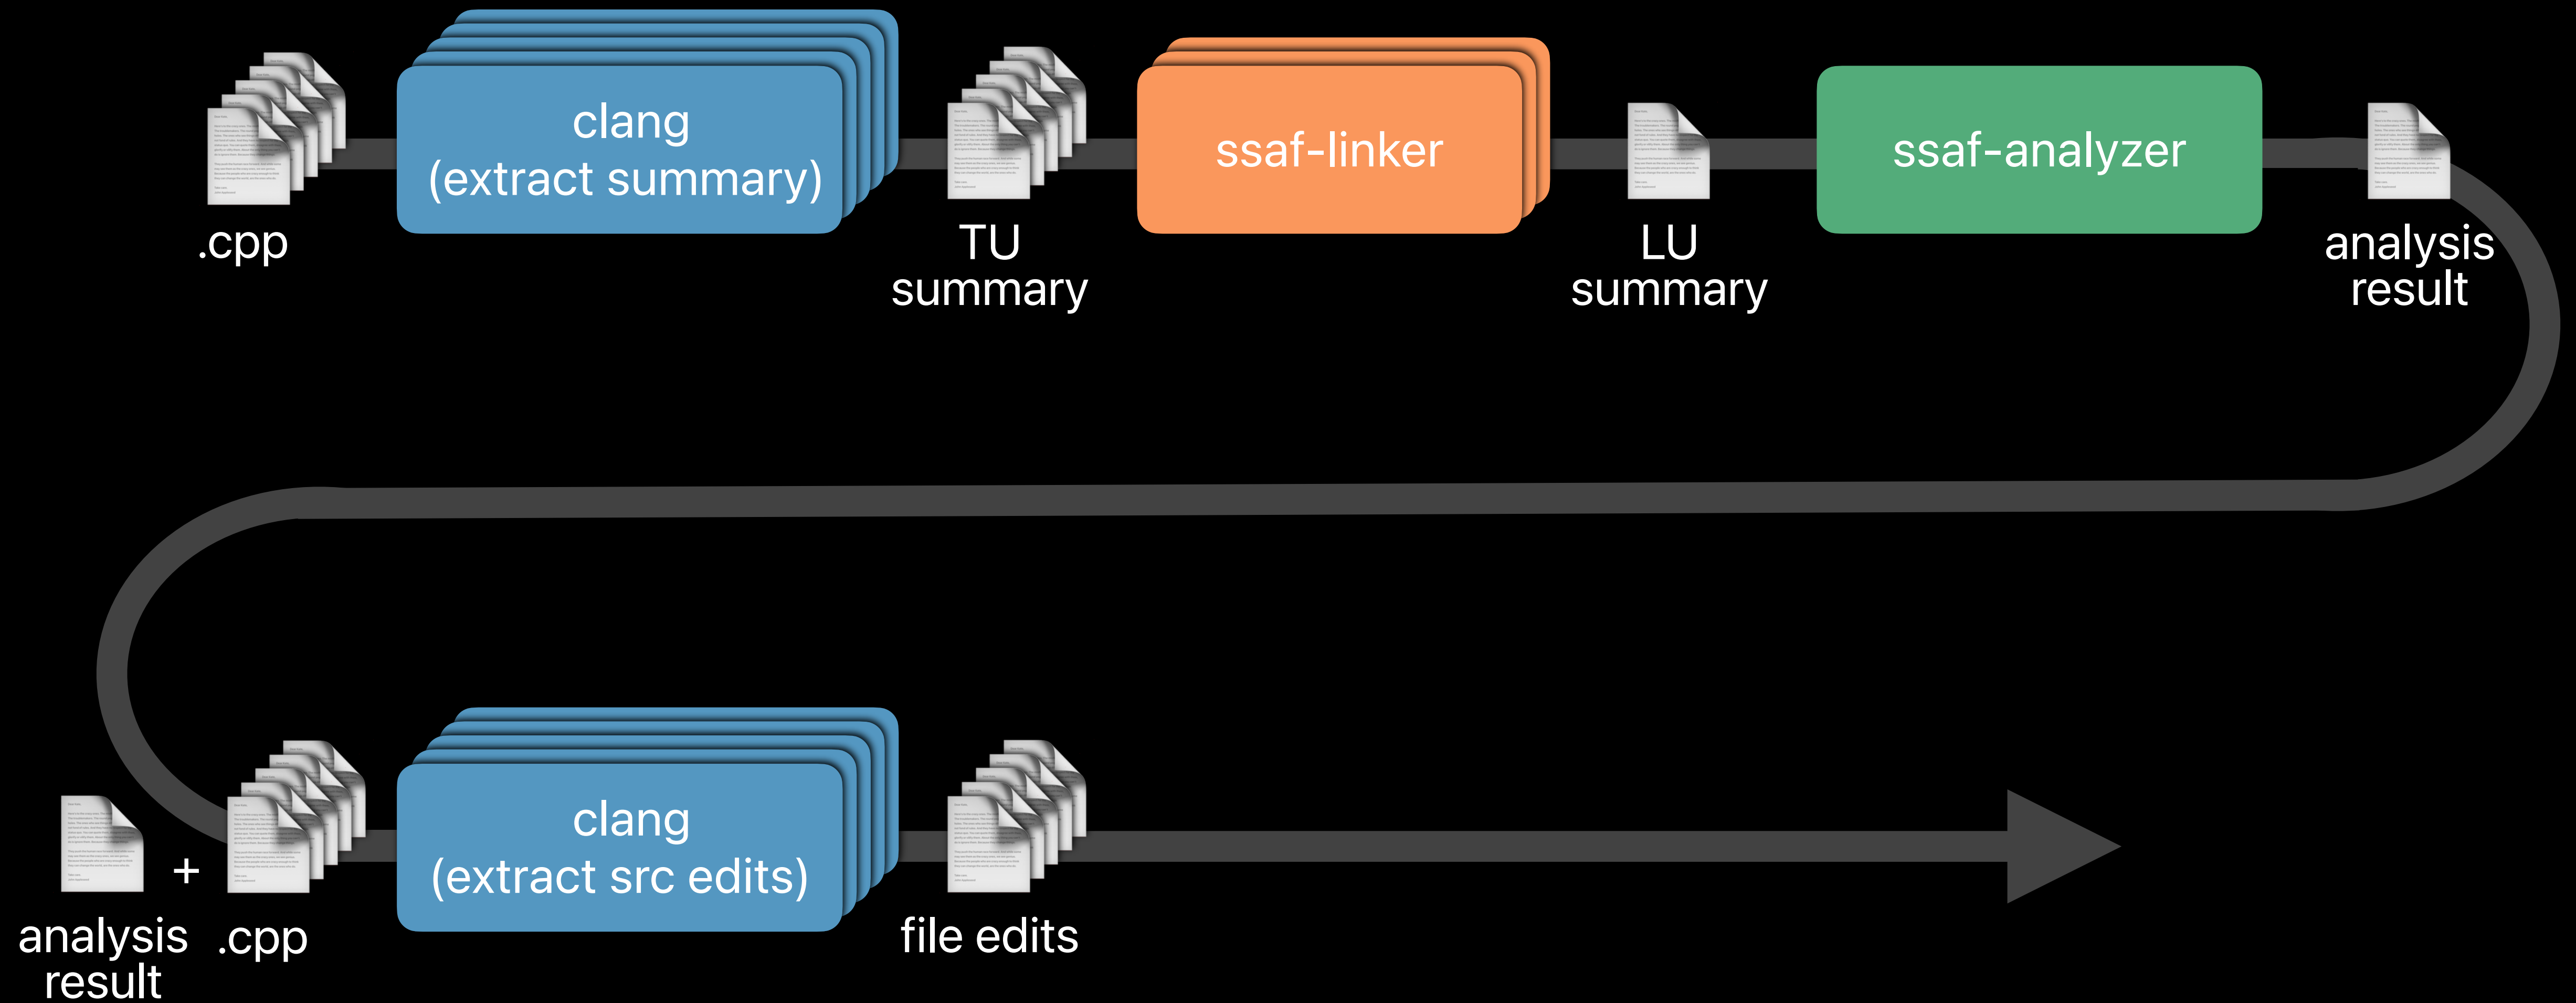 clang
(extract summary)
ssaf-linker
ssaf-analyzer
.cpp
TU
summary
LU
summary
analysis
result
clang
(extract src edits)
+
analysis
result
.cpp
file edits